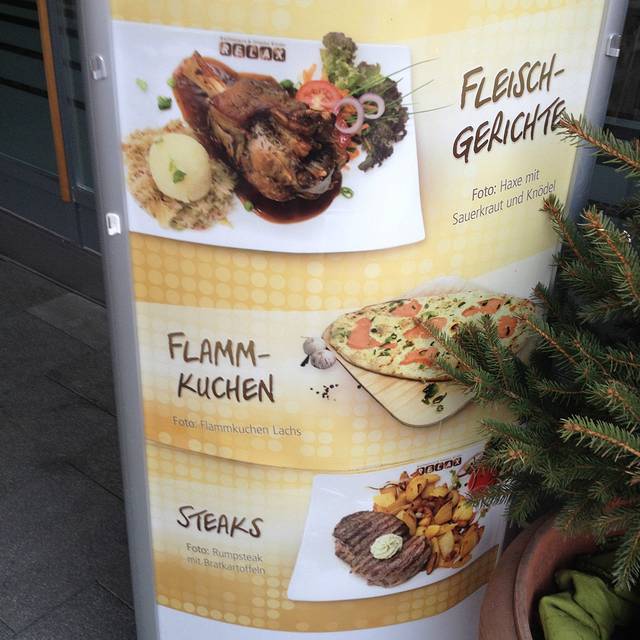 RELAX
FLEISCH-
GERICHTE
Foto: Haxe mit
Sauerkraut und Knödel
FLAMM-
KUCHEN
Foto: Flammkuchen Lachs
RELAX
STEAKS
Foto: Rumpsteak
mit Bratkartoffeln